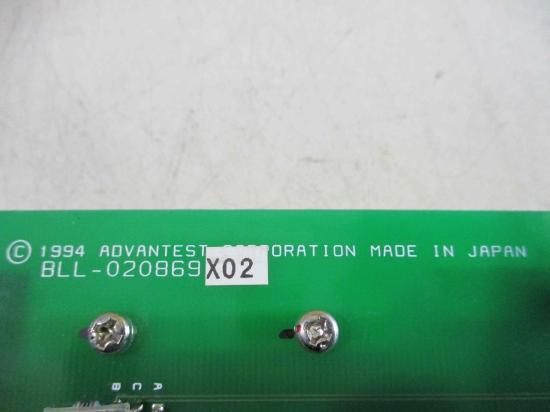 © 1994 ADVANTEST CORPORATION MADE IN JAPAN
BLL-020869 X02
A
C
B